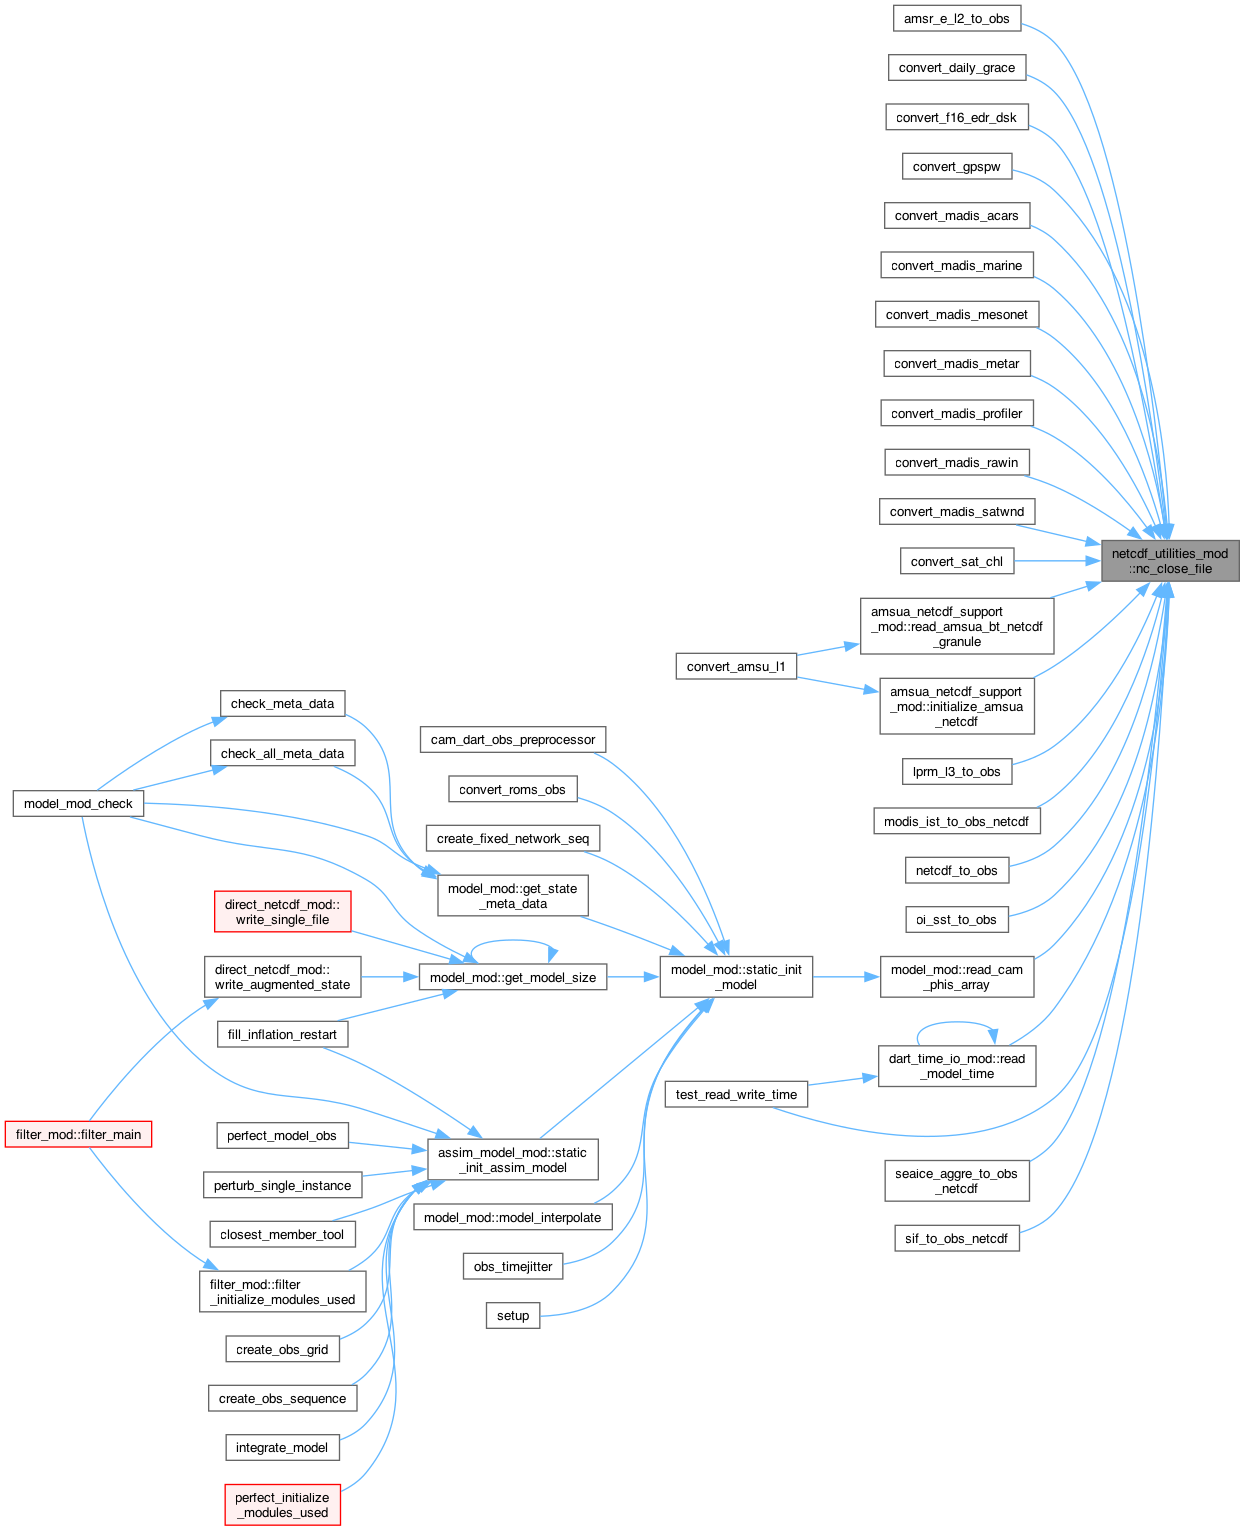 amsr_e_l2_to_obs
convert_daily_grace
convert_f16_edr_dsk
convert_gpspw
convert_madis_acars
convert_madis_marine
convert_madis_mesonet
convert_madis_metar
convert_madis_profiler
convert_madis_rawin
convert_madis_satwnd
netcdf_utilities_mod
::nc_close_file
convert_sat_chl
amsua_netcdf_support
_mod::read_amsua_bt_netcdf
_granule
convert_amsu_l1
amsua_netcdf_support
_mod::initialize_amsua
_netcdf
check_meta_data
cam_dart_obs_preprocessor
check_all_meta_data
lprm_l3_to_obs
convert_roms_obs
model_mod_check
modis_ist_to_obs_netcdf
create_fixed_network_seq
netcdf_to_obs
model_mod::get_state
_meta_data
direct_netcdf_mod::
write_single_file
oi_sst_to_obs
direct_netcdf_mod::
write_augmented_state
model_mod::get_model_size
model_mod::static_init
_model
model_mod::read_cam
_phis_array
fill_inflation_restart
dart_time_io_mod::read
_model_time
test_read_write_time
filter_mod::filter_main
perfect_model_obs
assim_model_mod::static
_init_assim_model
perturb_single_instance
seaice_aggre_to_obs
_netcdf
closest_member_tool
model_mod::model_interpolate
sif_to_obs_netcdf
obs_timejitter
filter_mod::filter
_initialize_modules_used
setup
create_obs_grid
create_obs_sequence
integrate_model
perfect_initialize
_modules_used